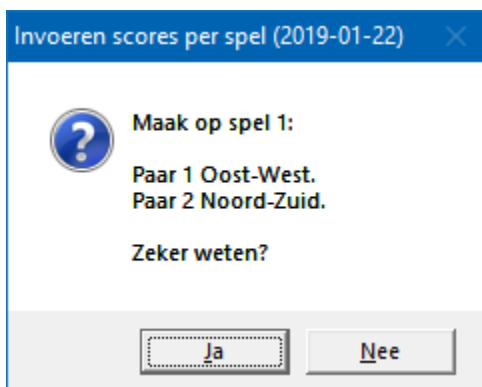 Invoeren scores per spel (2019-01-22)
Maak op spel 1:
Paar 1 Oost-West.
Paar 2 Noord-Zuid.
Zeker weten?
Ja
Nee